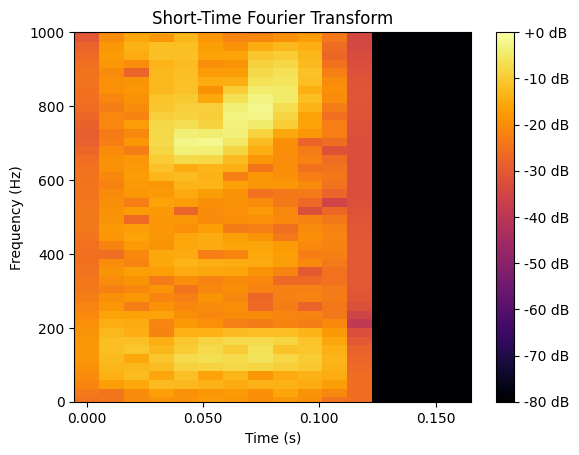 Short-Time Fourier Transform
1000
800
600
400
200
0
Frequency (Hz)
0.000
0.050
0.100
0.150
Time (s)
+0 dB
-10 dB
-20 dB
-30 dB
-40 dB
-50 dB
-60 dB
-70 dB
-80 dB